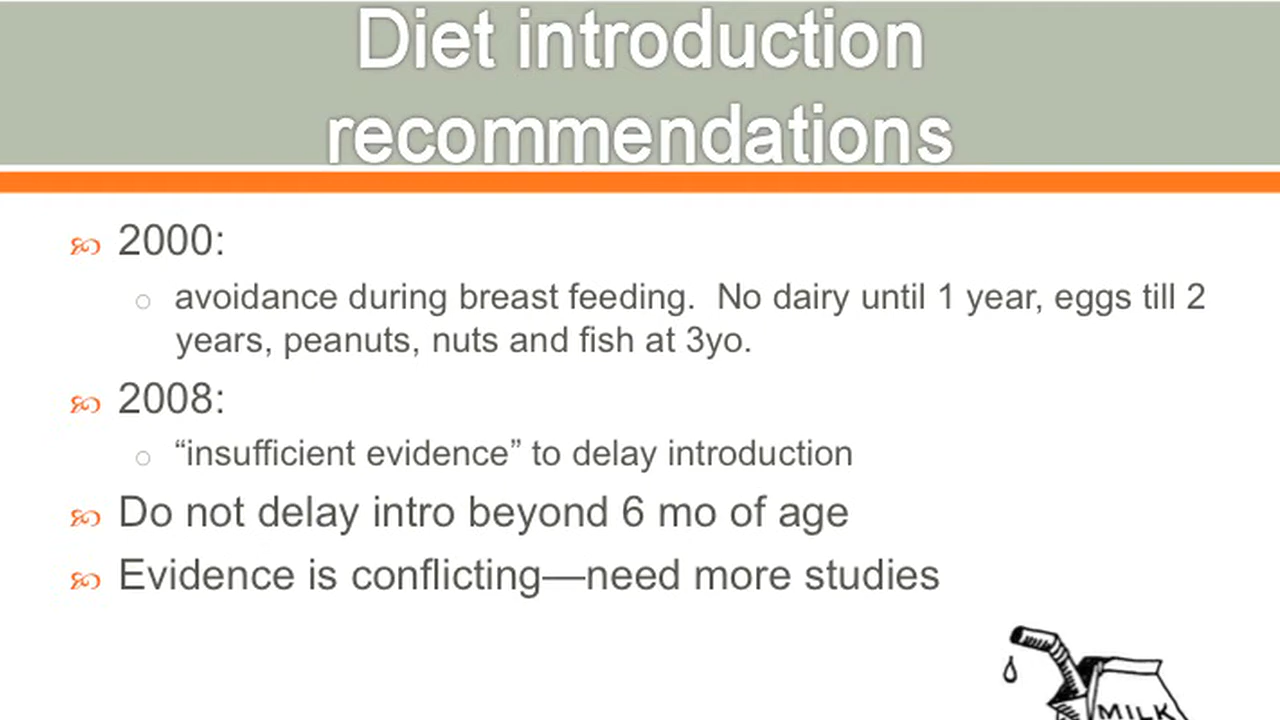 Diet introduction
recommendations
2000:
avoidance during breast feeding.  No dairy until 1 year, eggs till 2
years, peanuts, nuts and fish at 3yo.
2008:
“insufficient evidence” to delay introduction
Do not delay intro beyond 6 mo of age
Evidence is conflicting—need more studies
MILK